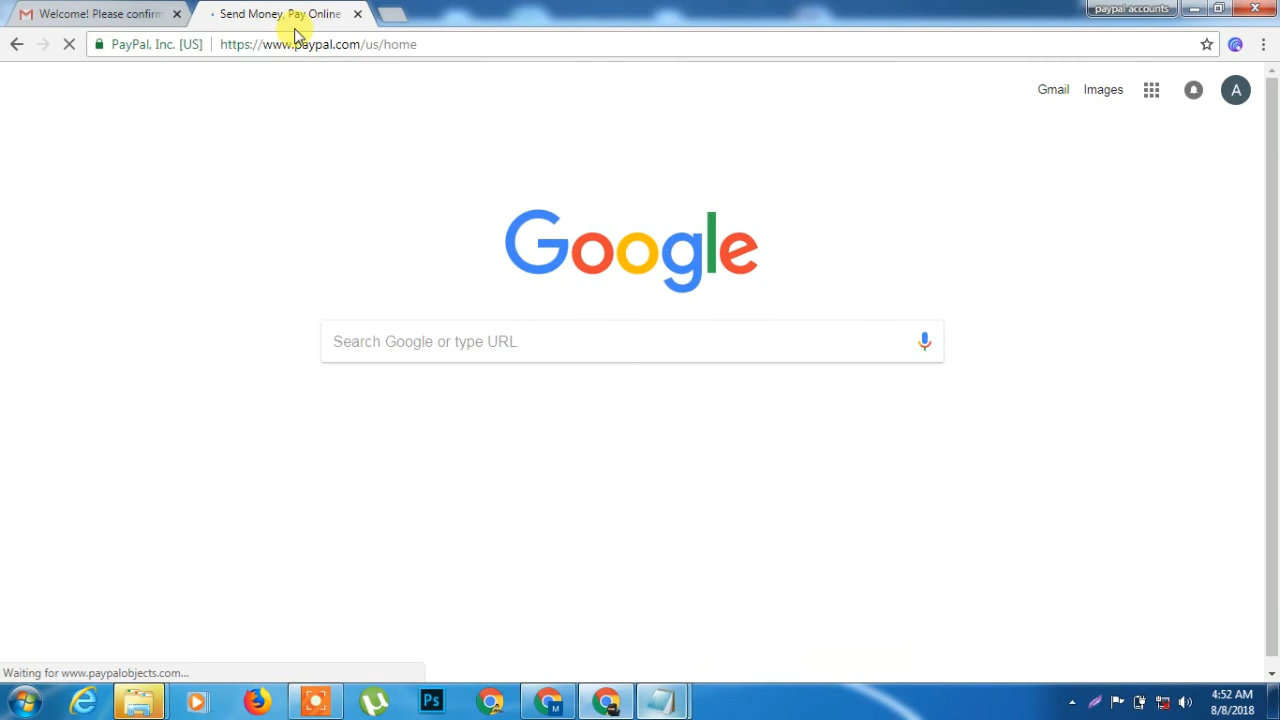 Welcome! Please confirm
Send Money, Pay Online
paypal accounts
PayPal, Inc. [US]
https://www.paypal.com/us/home
Gmail
Images
A
Google
Search Google or type URL
Waiting for www.paypalobjects.com...
Ps
M
4:52 AM
8/8/2018